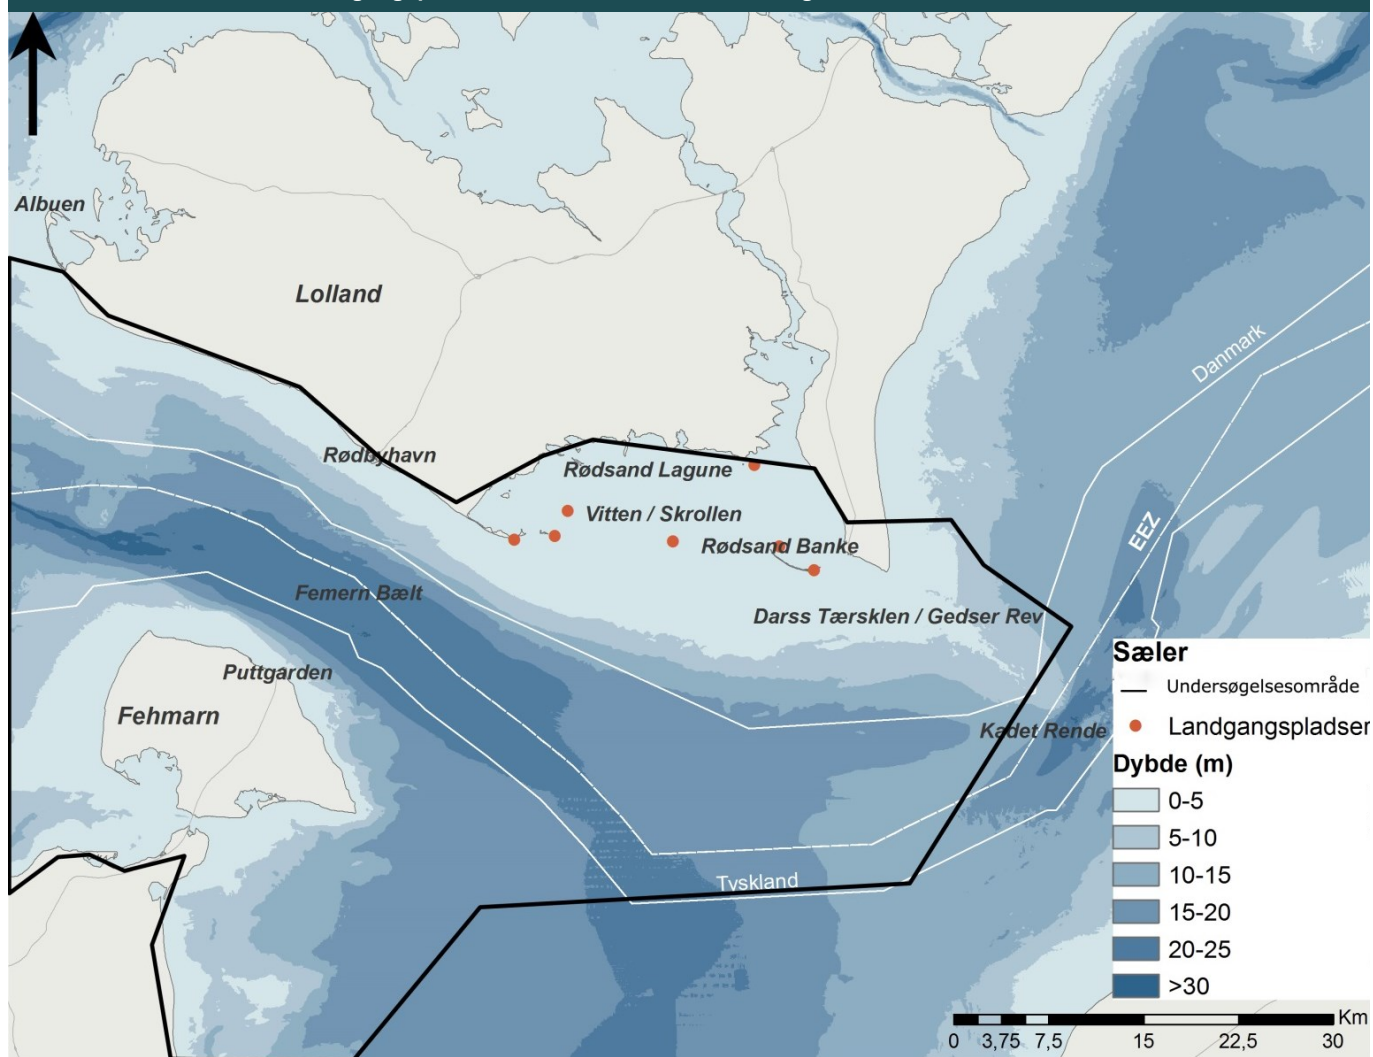 Albuen
Lolland
Danmark
Rødbyhavn
Rødsand Lagune
Vitten / Skrollen
EEZ
Rødsand Banke
Femern Bælt
Darss Tærsklen / Gedser Rev
Puttgarden
Fehmarn
Kadet Rende
Tyskland
Sæler
Undersøgelsesområde
Landgangspladser
Dybde (m)
0-5
5-10
10-15
15-20
20-25
>30
Km
0 3,75 7,5 15 22,5 30